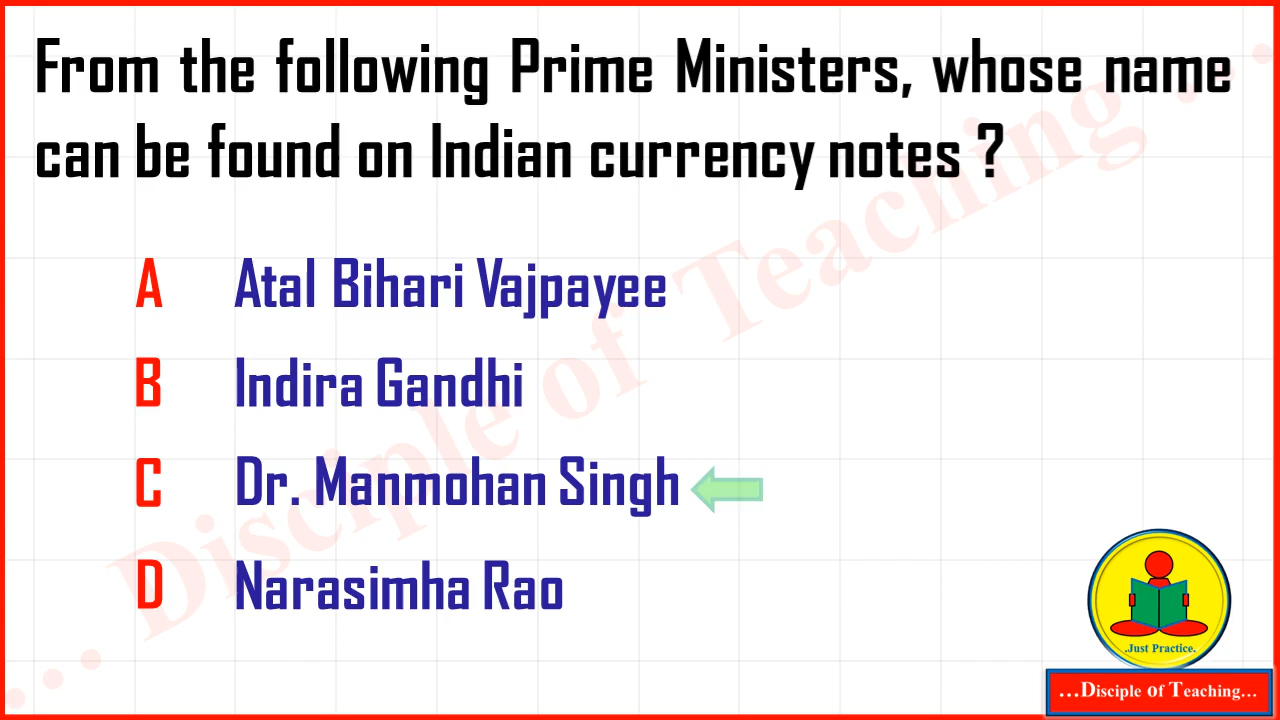 From the following Prime Ministers, whose name
can be found on Indian currency notes ?
A Atal Bihari Vajpayee
B Indira Gandhi
C Dr. Manmohan Singh
D Narasimha Rao
... Disciple of Teaching ...
.Just Practice.
...Disciple of Teaching...